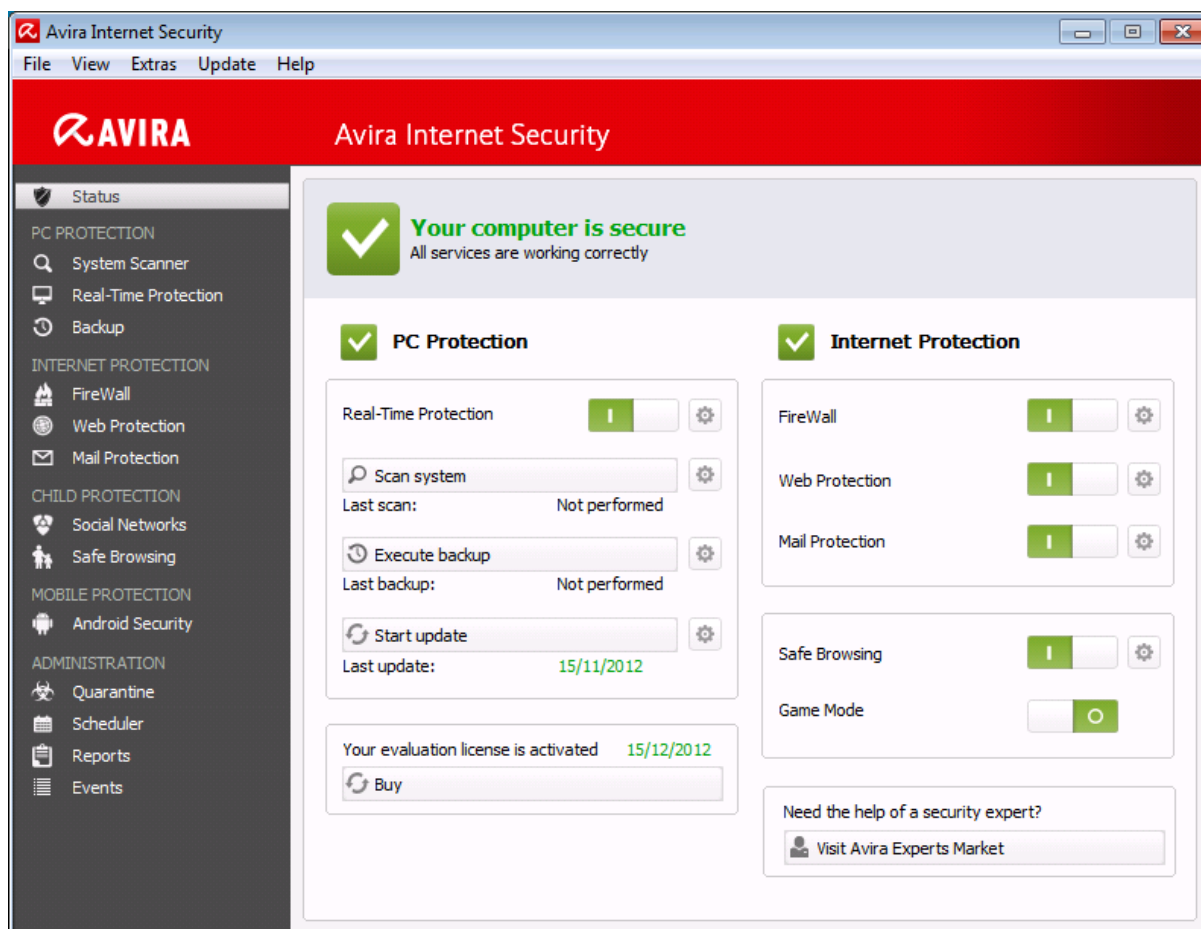 Avira Internet Security
File View Extras Update Help
AVIRA
Avira Internet Security
Status
PC PROTECTION
System Scanner
Real-Time Protection
Backup
INTERNET PROTECTION
FireWall
Web Protection
Mail Protection
CHILD PROTECTION
Social Networks
Safe Browsing
MOBILE PROTECTION
Android Security
ADMINISTRATION
Quarantine
Scheduler
Reports
Events
Your computer is secure
All services are working correctly
PC Protection
Real-Time Protection
Scan system
Last scan: Not performed
Execute backup
Last backup: Not performed
Start update
Last update: 15/11/2012
Your evaluation license is activated 15/12/2012
Buy
Internet Protection
FireWall
Web Protection
Mail Protection
Safe Browsing
Game Mode
Need the help of a security expert?
Visit Avira Experts Market